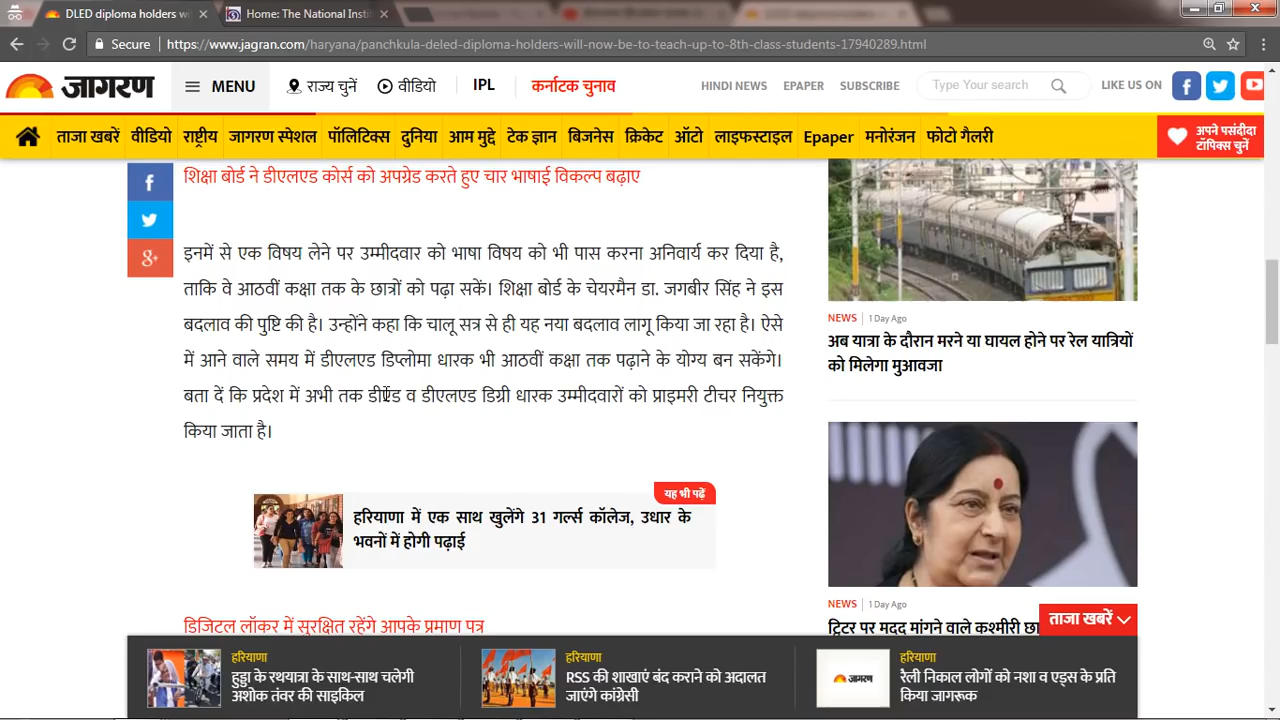 DLED diploma holders wi
Home: The National Instit
Secure
https://www.jagran.com/haryana/panchkula-deled-diploma-holders-will-now-be-to-teach-up-to-8th-class-students-17940289.html
जागरण
MENU
राज्य चुनें
वीडियो
IPL
कर्नाटक चुनाव
HINDI NEWS
EPAPER
SUBSCRIBE
Type Your search
LIKE US ON
ताजा खबरें
वीडियो
राष्ट्रीय
जागरण स्पेशल
पॉलिटिक्स
दुनिया
आम मुद्दे
टेक ज्ञान
बिजनेस
क्रिकेट
ऑटो
लाइफस्टाइल
Epaper
मनोरंजन
फोटो गैलरी
अपने पसंदीदा
टॉपिक्स चुनें
शिक्षा बोर्ड ने डीएलएड कोर्स को अपग्रेड करते हुए चार भाषाई विकल्प बढ़ाए
इनमें से एक विषय लेने पर उम्मीदवार को भाषा विषय को भी पास करना अनिवार्य कर दिया है,
ताकि वे आठवीं कक्षा तक के छात्रों को पढ़ा सकें। शिक्षा बोर्ड के चेयरमैन डा. जगबीर सिंह ने इस
बदलाव की पुष्टि की है। उन्होंने कहा कि चालू सत्र से ही यह नया बदलाव लागू किया जा रहा है। ऐसे
में आने वाले समय में डीएलएड डिप्लोमा धारक भी आठवीं कक्षा तक पढ़ाने के योग्य बन सकेंगे।
बता दें कि प्रदेश में अभी तक डीएड व डीएलएड डिग्री धारक उम्मीदवारों को प्राइमरी टीचर नियुक्त
किया जाता है।
यह भी पढ़ें
हरियाणा में एक साथ खुलेंगे 31 गर्ल्स कॉलेज, उधार के
भवनों में होगी पढ़ाई
डिजिटल लॉकर में सुरक्षित रहेंगे आपके प्रमाण पत्र
NEWS | 1 Day Ago
अब यात्रा के दौरान मरने या घायल होने पर रेल यात्रियों
को मिलेगा मुआवजा
NEWS | 1 Day Ago
ट्विटर पर मदद मांगने वाले कश्मीरी छा
ताजा खबरें
हरियाणा
हुड्डा के रथयात्रा के साथ-साथ चलेगी
अशोक तंवर की साइकिल
हरियाणा
RSS की शाखाएं बंद कराने को अदालत
जाएंगे कांग्रेसी
जागरण
हरियाणा
रैली निकाल लोगों को नशा व एड्स के प्रति
किया जागरूक